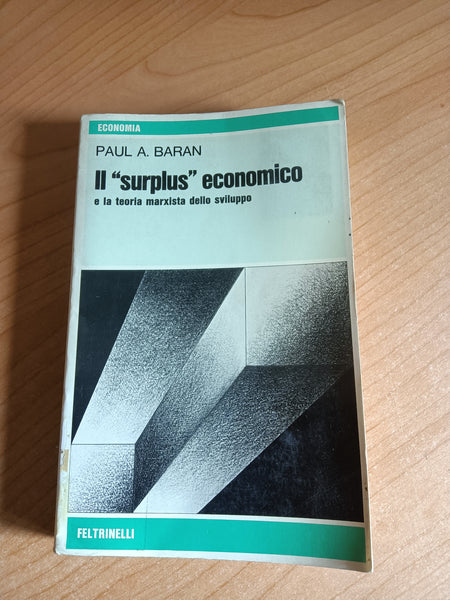 ECONOMIA
PAUL A. BARAN
Il "surplus" economico
e la teoria marxista dello sviluppo
FELTRINELLI